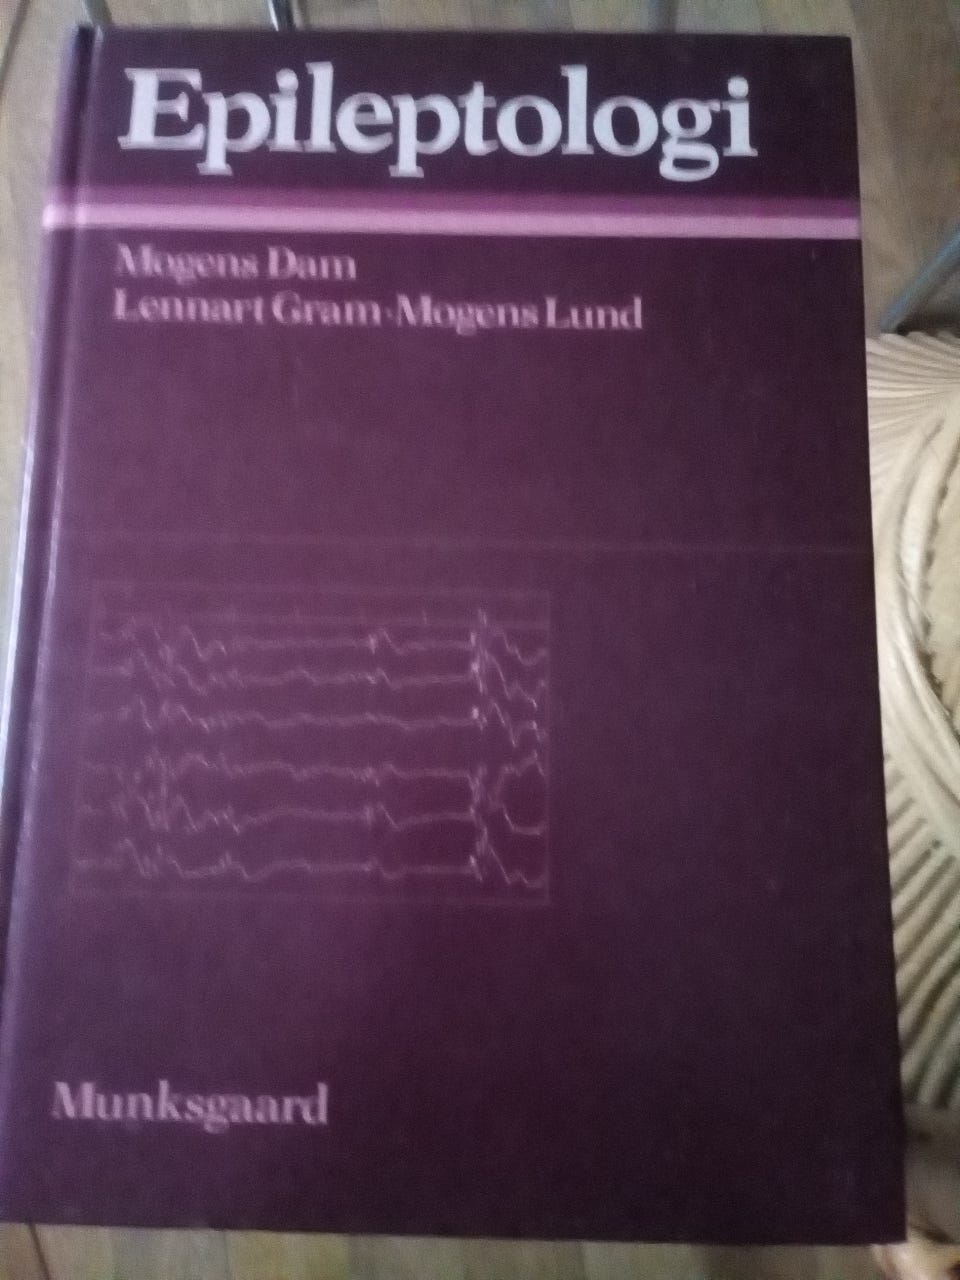 Epileptologi
Mogens Dam
Lennart Gram · Mogens Lund
Munksgaard